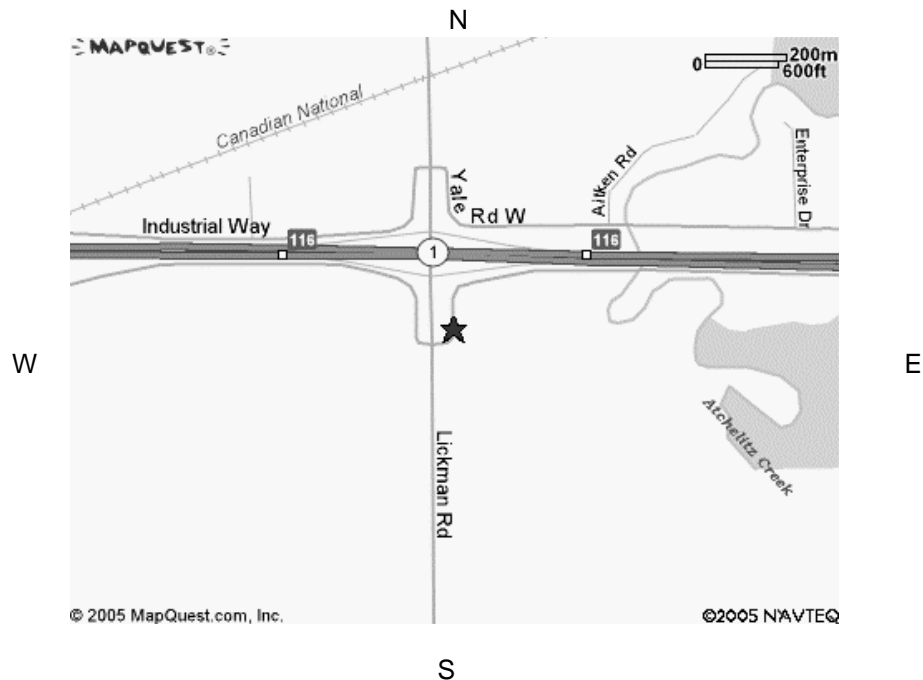 N
MAPQUEST®
0 200m
600ft
Canadian National
Yale
Rd W
Aitken Rd
Enterprise Dr
Industrial Way
116
116
1
W
E
Atchelitz Creek
Lickman Rd
© 2005 MapQuest.com, Inc.
©2005 NAVTEQ
S